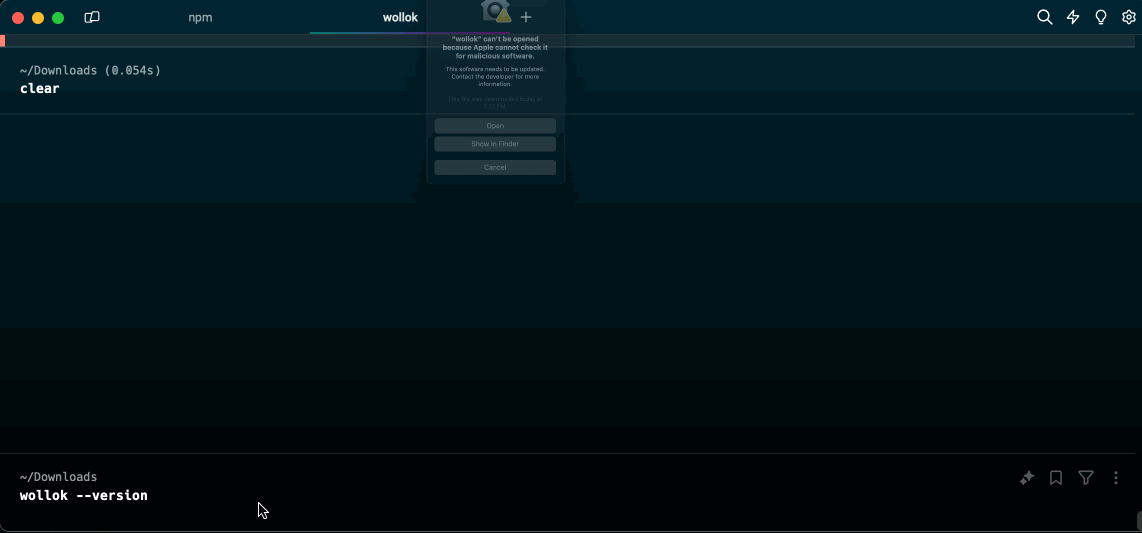 npm
wollok
"wollok" can't be opened
because Apple cannot check it
for malicious software.
This software needs to be updated.
Contact the developer for more
information.
This file was downloaded today at
Open
Show in Finder
Cancel
~/Downloads (0.054s)
clear
~/Downloads
wollok --version